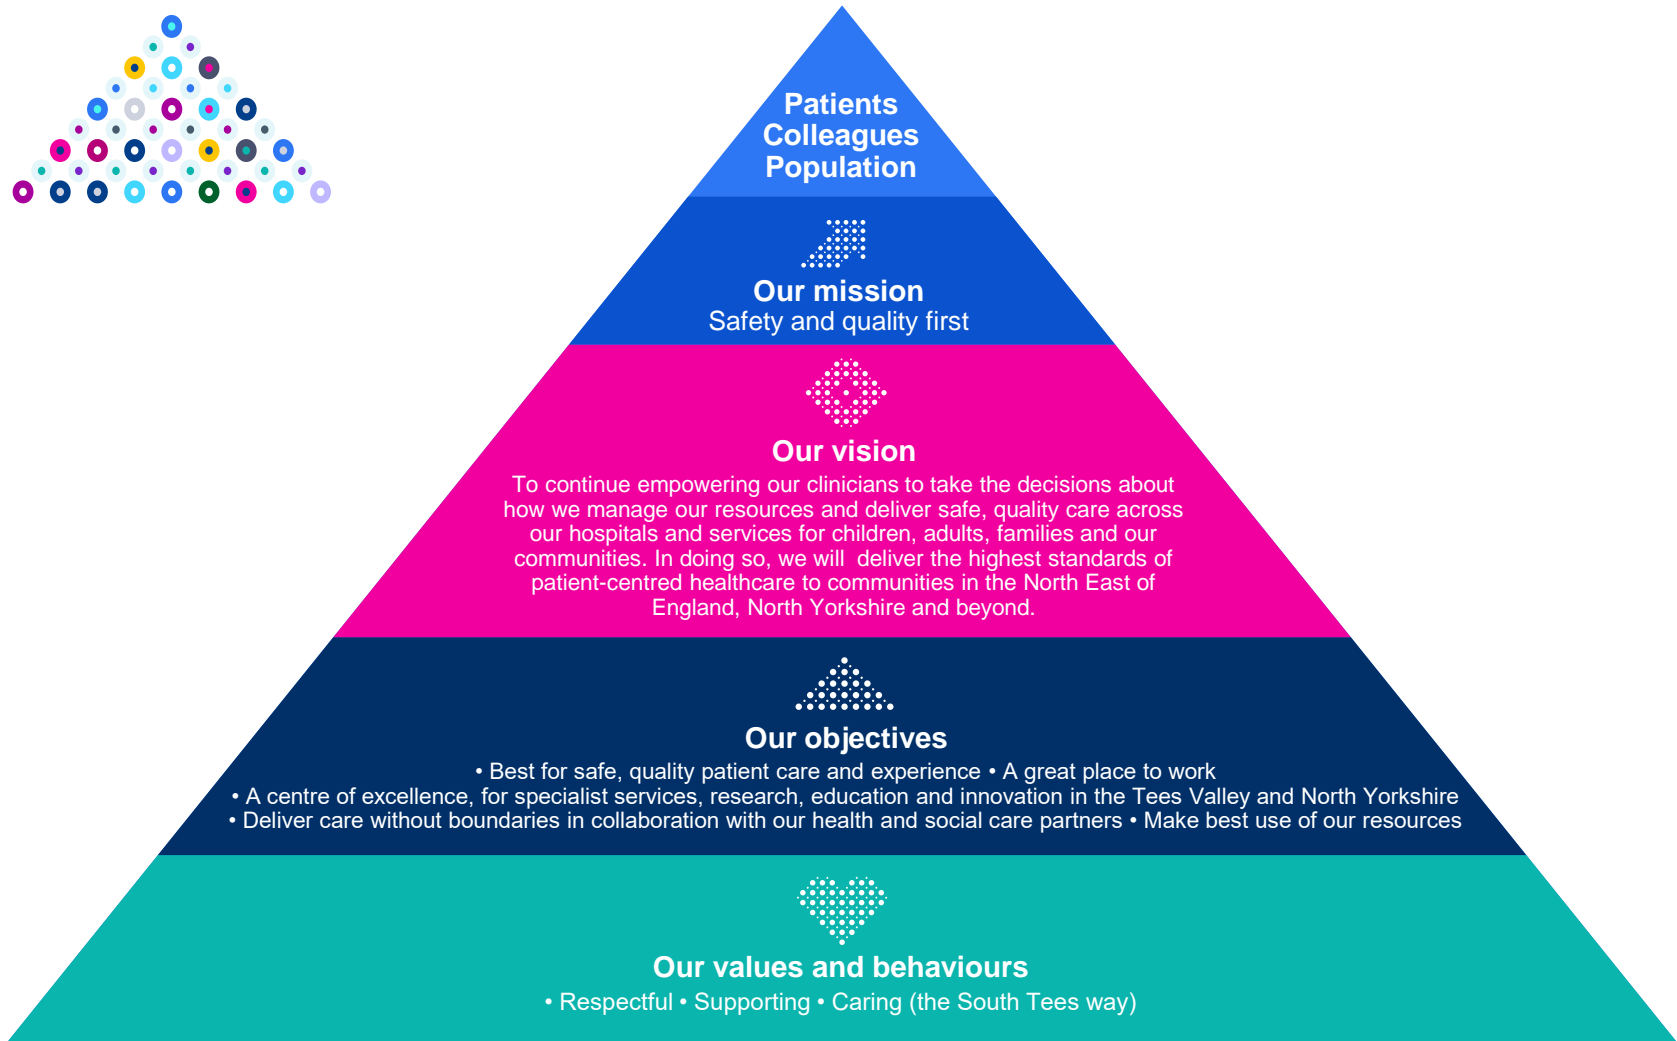 Patients
Colleagues
Population
Our mission
Safety and quality first
Our vision
To continue empowering our clinicians to take the decisions about
how we manage our resources and deliver safe, quality care across
our hospitals and services for children, adults, families and our
communities. In doing so, we will  deliver the highest standards of
patient-centred healthcare to communities in the North East of
England, North Yorkshire and beyond.
Our objectives
• Best for safe, quality patient care and experience • A great place to work
• A centre of excellence, for specialist services, research, education and innovation in the Tees Valley and North Yorkshire
• Deliver care without boundaries in collaboration with our health and social care partners • Make best use of our resources
Our values and behaviours
• Respectful • Supporting • Caring (the South Tees way)